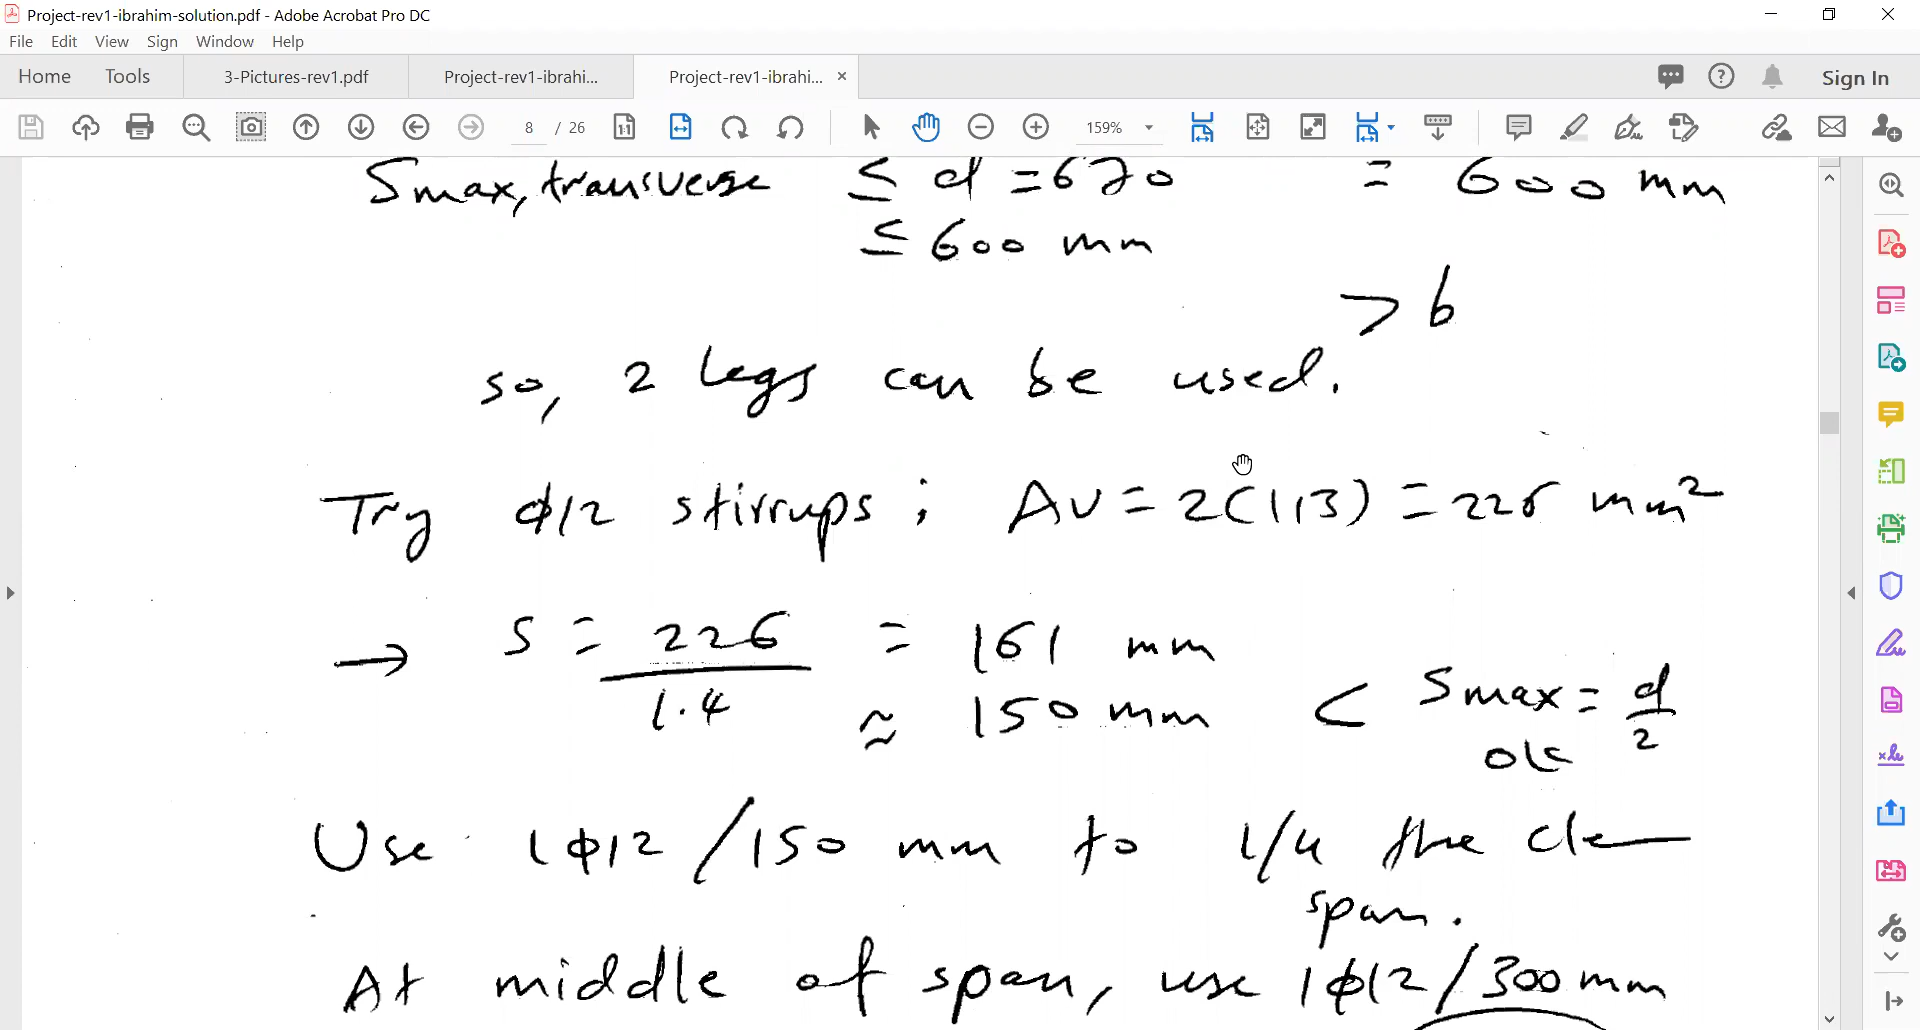 Project-rev1-ibrahim-solution.pdf - Adobe Acrobat Pro DC
File Edit View Sign Window Help
Home Tools 3-Pictures-rev1.pdf Project-rev1-ibrahi... Project-rev1-ibrahi... × Sign In
8 / 26 159%
Smax, transverse ≤ d = 670 = 600 mm
≤ 600 mm
> b
so, 2 legs can be used.
Try ϕ12 stirrups ; Av = 2(113) = 226 mm²
→ S = 226/1.4 = 161 mm
≈ 150 mm < Smax = d/2
ok
Use 1ϕ12/150 mm to 1/4 the clear
span.
At middle of span, use 1ϕ12/300 mm